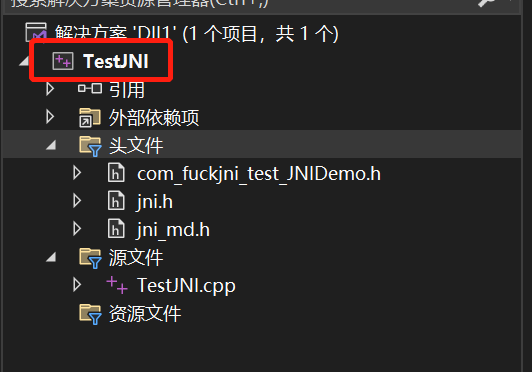 搜索解决方案资源管理器(Ctrl+;)
解决方案 'Dll1' (1 个项目，共 1 个)
TestJNI
引用
外部依赖项
头文件
com_fuckjni_test_JNIDemo.h
jni.h
jni_md.h
源文件
TestJNI.cpp
资源文件